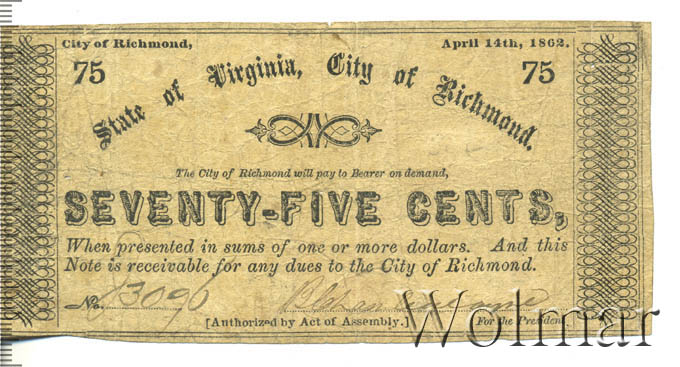 City of Richmond, April 14th, 1862.
75 75
State of Virginia, City of Richmond.
The City of Richmond will pay to Bearer on demand,
SEVENTY-FIVE CENTS,
When presented in sums of one or more dollars. And this
Note is receivable for any dues to the City of Richmond.
No. 13096
[Authorized by Act of Assembly.] For the President.
Wolmar